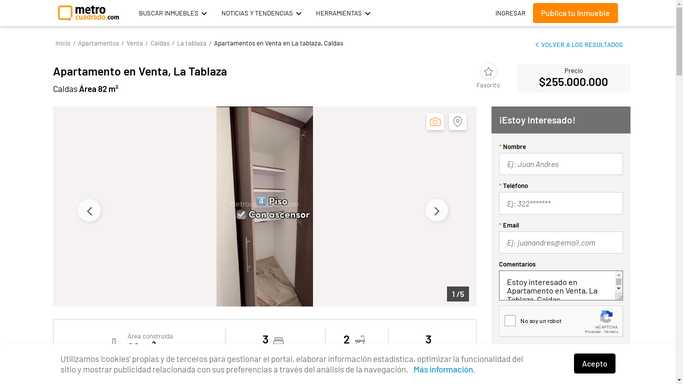 metro
cuadrado.com
BUSCAR INMUEBLES
NOTICIAS Y TENDENCIAS
HERRAMIENTAS
INGRESAR
Publica tu Inmueble
Inicio / Apartamentos / Venta / Caldas / La tablaza / Apartamentos en Venta en La tablaza, Caldas
VOLVER A LOS RESULTADOS
Apartamento en Venta, La Tablaza
Caldas Área 82 m²
Favorito
Precio
$255.000.000
4 Piso
Con ascensor
1 /5
¡Estoy Interesado!
* Nombre
Ej: Juan Andres
* Teléfono
Ej: 322*******
* Email
Ej: juanandres@email.com
Comentarios
Estoy interesado en
Apartamento en Venta, La
Tablaza, Caldas
No soy un robot
reCAPTCHA
Privacidad - Términos
Área construida
3
2
3
Utilizamos 'cookies' propias y de terceros para gestionar el portal, elaborar información estadística, optimizar la funcionalidad del
sitio y mostrar publicidad relacionada con sus preferencias a través del análisis de la navegación. Más información.
Acepto